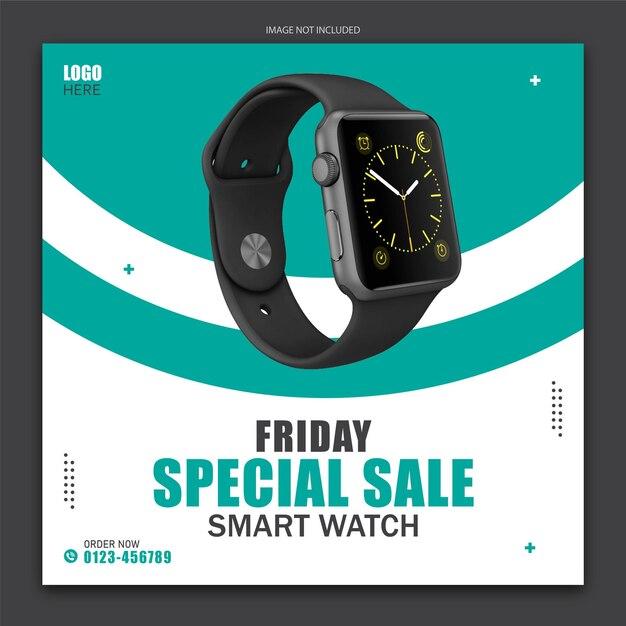 IMAGE NOT INCLUDED
LOGO
HERE
FRIDAY
SPECIAL SALE
SMART WATCH
ORDER NOW
0123-456789